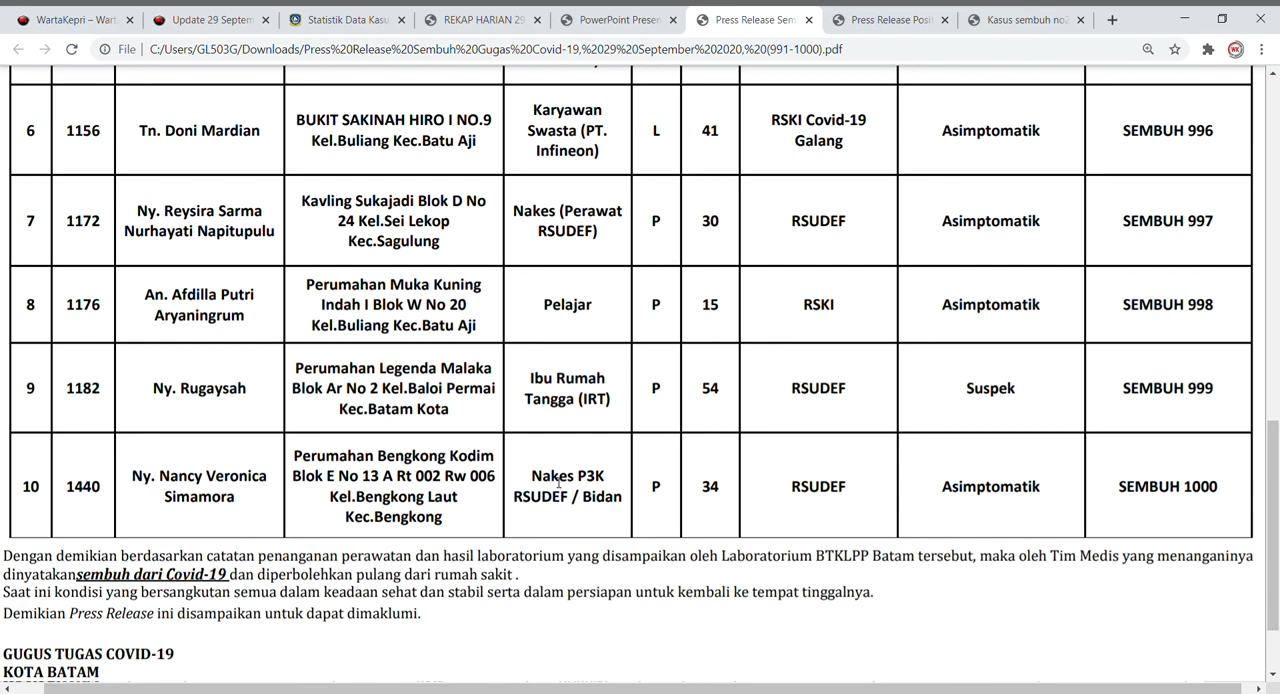 WartaKepri – Warta
Update 29 Septem
Statistik Data Kasu
REKAP HARIAN 29
PowerPoint Presen
Press Release Sem
Press Release Posit
Kasus sembuh no2
File | C:/Users/GL503G/Downloads/Press%20Release%20Sembuh%20Gugas%20Covid-19,%2029%20September%202020,%20(991-1000).pdf
WK
6
1156
Tn. Doni Mardian
BUKIT SAKINAH HIRO I NO.9
Kel.Buliang Kec.Batu Aji
Karyawan
Swasta (PT.
Infineon)
L
41
RSKI Covid-19
Galang
Asimptomatik
SEMBUH 996
7
1172
Ny. Reysira Sarma
Nurhayati Napitupulu
Kavling Sukajadi Blok D No
24 Kel.Sei Lekop
Kec.Sagulung
Nakes (Perawat
RSUDEF)
P
30
RSUDEF
Asimptomatik
SEMBUH 997
8
1176
An. Afdilla Putri
Aryaningrum
Perumahan Muka Kuning
Indah I Blok W No 20
Kel.Buliang Kec.Batu Aji
Pelajar
P
15
RSKI
Asimptomatik
SEMBUH 998
9
1182
Ny. Rugaysah
Perumahan Legenda Malaka
Blok Ar No 2 Kel.Baloi Permai
Kec.Batam Kota
Ibu Rumah
Tangga (IRT)
P
54
RSUDEF
Suspek
SEMBUH 999
10
1440
Ny. Nancy Veronica
Simamora
Perumahan Bengkong Kodim
Blok E No 13 A Rt 002 Rw 006
Kel.Bengkong Laut
Kec.Bengkong
Nakes P3K
RSUDEF / Bidan
P
34
RSUDEF
Asimptomatik
SEMBUH 1000
Dengan demikian berdasarkan catatan penanganan perawatan dan hasil laboratorium yang disampaikan oleh Laboratorium BTKLPP Batam tersebut, maka oleh Tim Medis yang menanganinya
dinyatakansembuh dari Covid-19 dan diperbolehkan pulang dari rumah sakit .
Saat ini kondisi yang bersangkutan semua dalam keadaan sehat dan stabil serta dalam persiapan untuk kembali ke tempat tinggalnya.
Demikian Press Release ini disampaikan untuk dapat dimaklumi.
GUGUS TUGAS COVID-19
KOTA BATAM